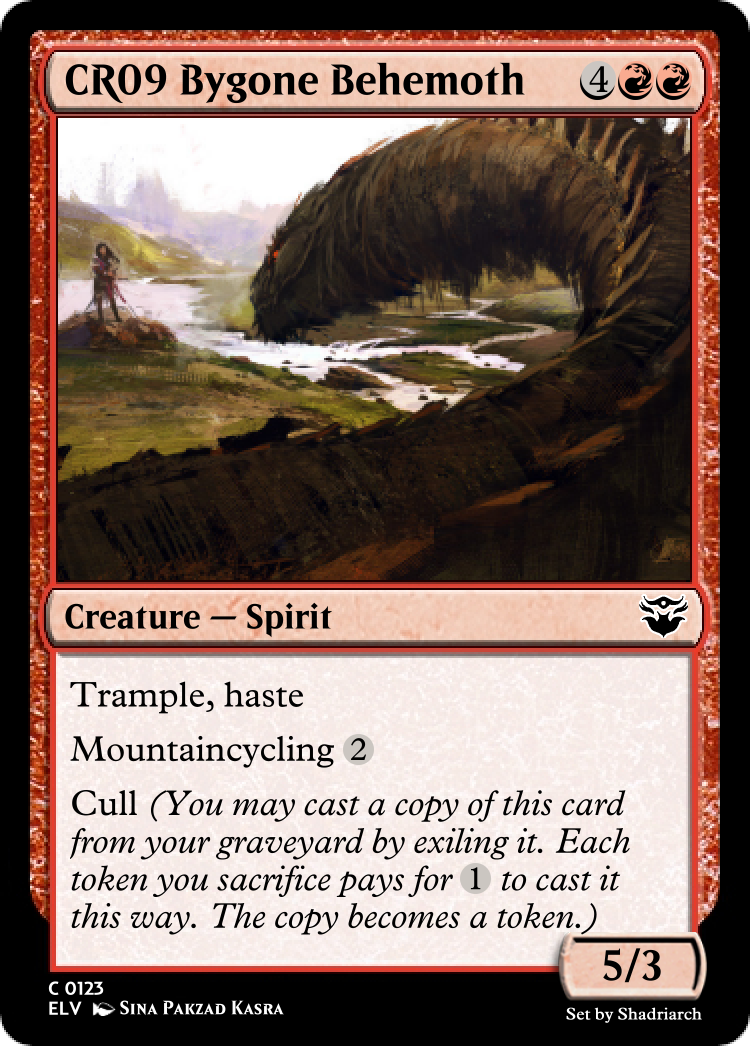 CR09 Bygone Behemoth 4
Creature — Spirit
Trample, haste
Mountaincycling 2
Cull (You may cast a copy of this card
from your graveyard by exiling it. Each
token you sacrifice pays for 1 to cast it
this way. The copy becomes a token.)
5/3
C 0123
ELV Sina Pakzad Kasra
Set by Shadriarch